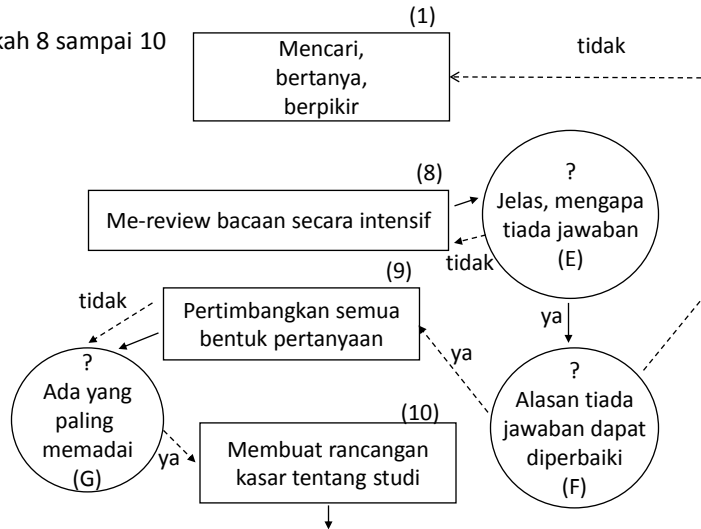 kah 8 sampai 10
(1)
Mencari,
bertanya,
berpikir
tidak
(8)
Me-review bacaan secara intensif
?
Jelas, mengapa
tiada jawaban
(E)
tidak
(9)
tidak
Pertimbangkan semua
bentuk pertanyaan
ya
ya
?
Ada yang
paling
memadai
(G)
?
Alasan tiada
jawaban dapat
diperbaiki
(F)
ya
(10)
Membuat rancangan
kasar tentang studi